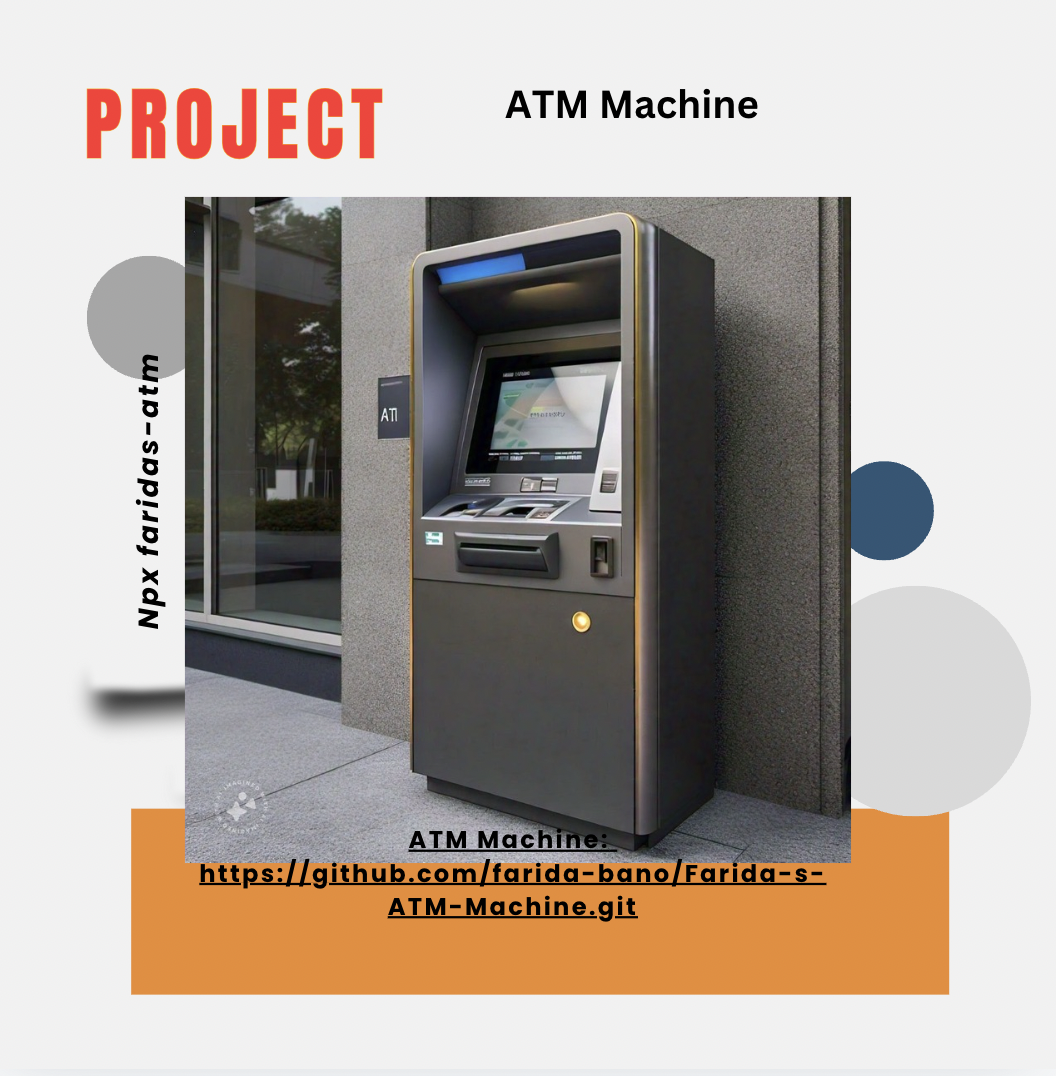 PROJECT
ATM Machine
Npx faridas-atm
ATI
ATM Machine:
https://github.com/farida-bano/Farida-s-
ATM-Machine.git